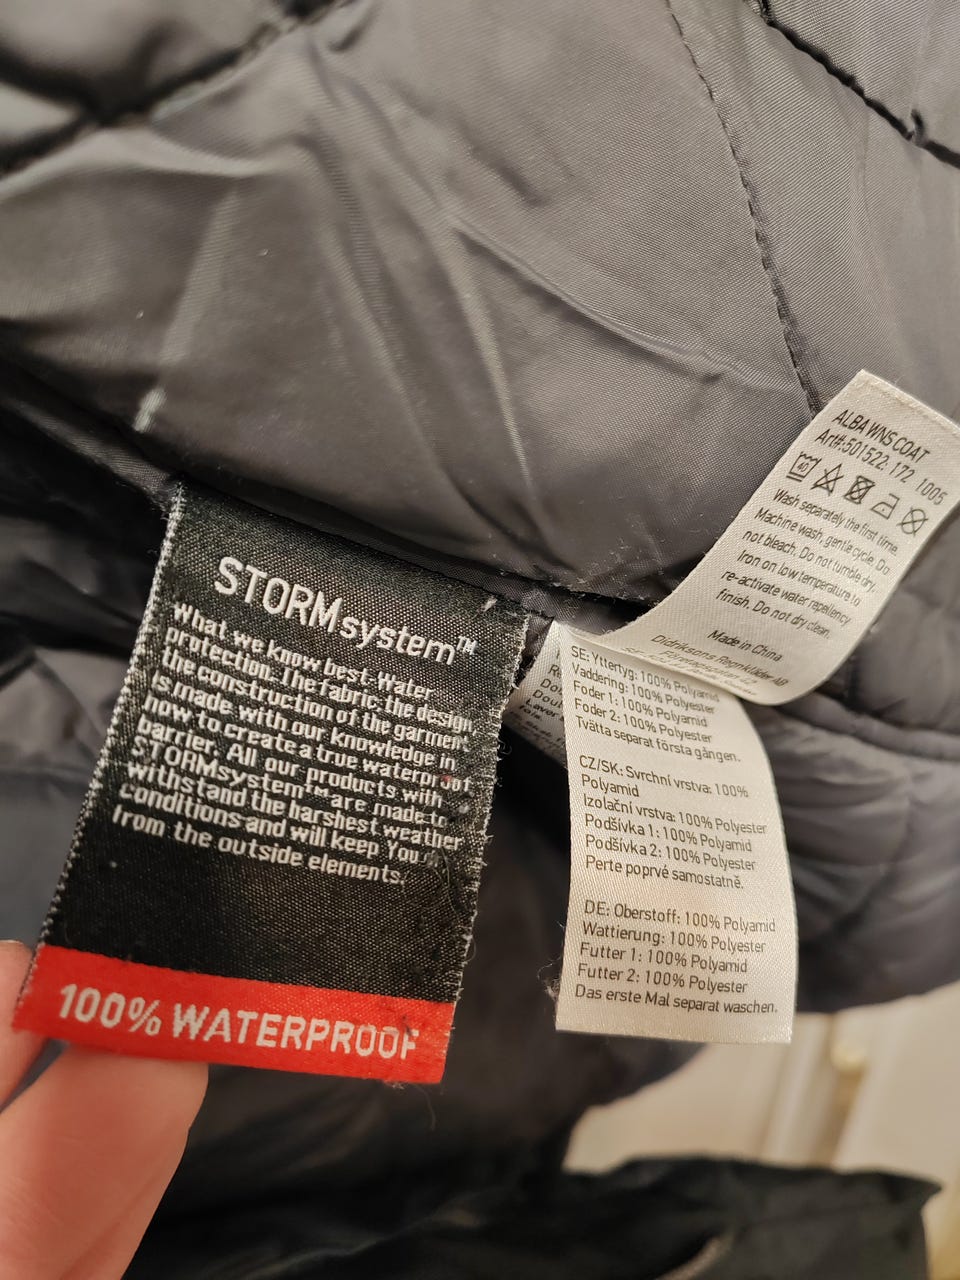 STORMsystem™
What we know best. Water
protection. The fabric, the design,
the construction of the garment
is made with our knowledge in
how to create a true waterproof
barrier. All our products with
STORMsystem™ are made to
withstand the harshest weather
conditions and will keep You
from the outside elements.
100% WATERPROOF
ALBA WNS COAT
Art#:501522, 172 1005
40
Wash separately the first time.
Machine wash, gentle cycle. Do
not bleach. Do not tumble dry.
Iron on low temperature to
re-activate water repellency
finish. Do not dry clean.
Made in China
Didriksons Regnkläder AB
SE: Yttertyg: 100% Polyamid
Vaddering: 100% Polyester
Foder 1: 100% Polyamid
Foder 2: 100% Polyester
Tvätta separat första gången.
CZ/SK: Svrchní vrstva: 100%
Polyamid
Izolační vrstva: 100% Polyester
Podšívka 1: 100% Polyamid
Podšívka 2: 100% Polyester
Perte poprvé samostatně.
DE: Oberstoff: 100% Polyamid
Wattierung: 100% Polyester
Futter 1: 100% Polyamid
Futter 2: 100% Polyester
Das erste Mal separat waschen.